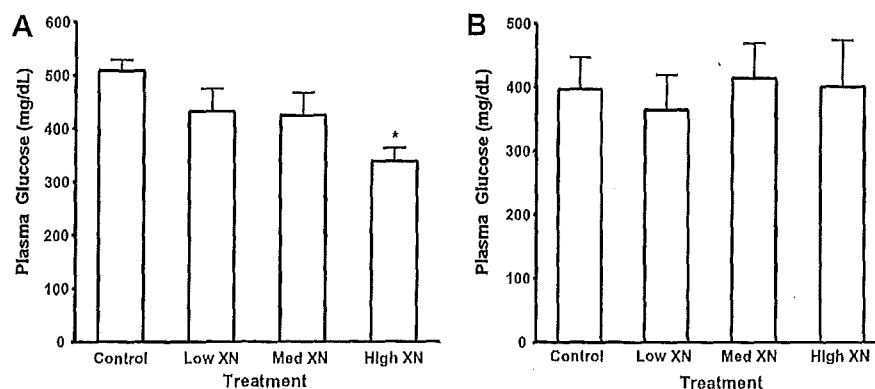 A
Plasma Glucose (mg/dL)
600
500
400
300
200
100
0
*
Control Low XN Med XN High XN
Treatment
B
Plasma Glucose (mg/dL)
500
400
300
200
100
0
Control Low XN Med XN High XN
Treatment